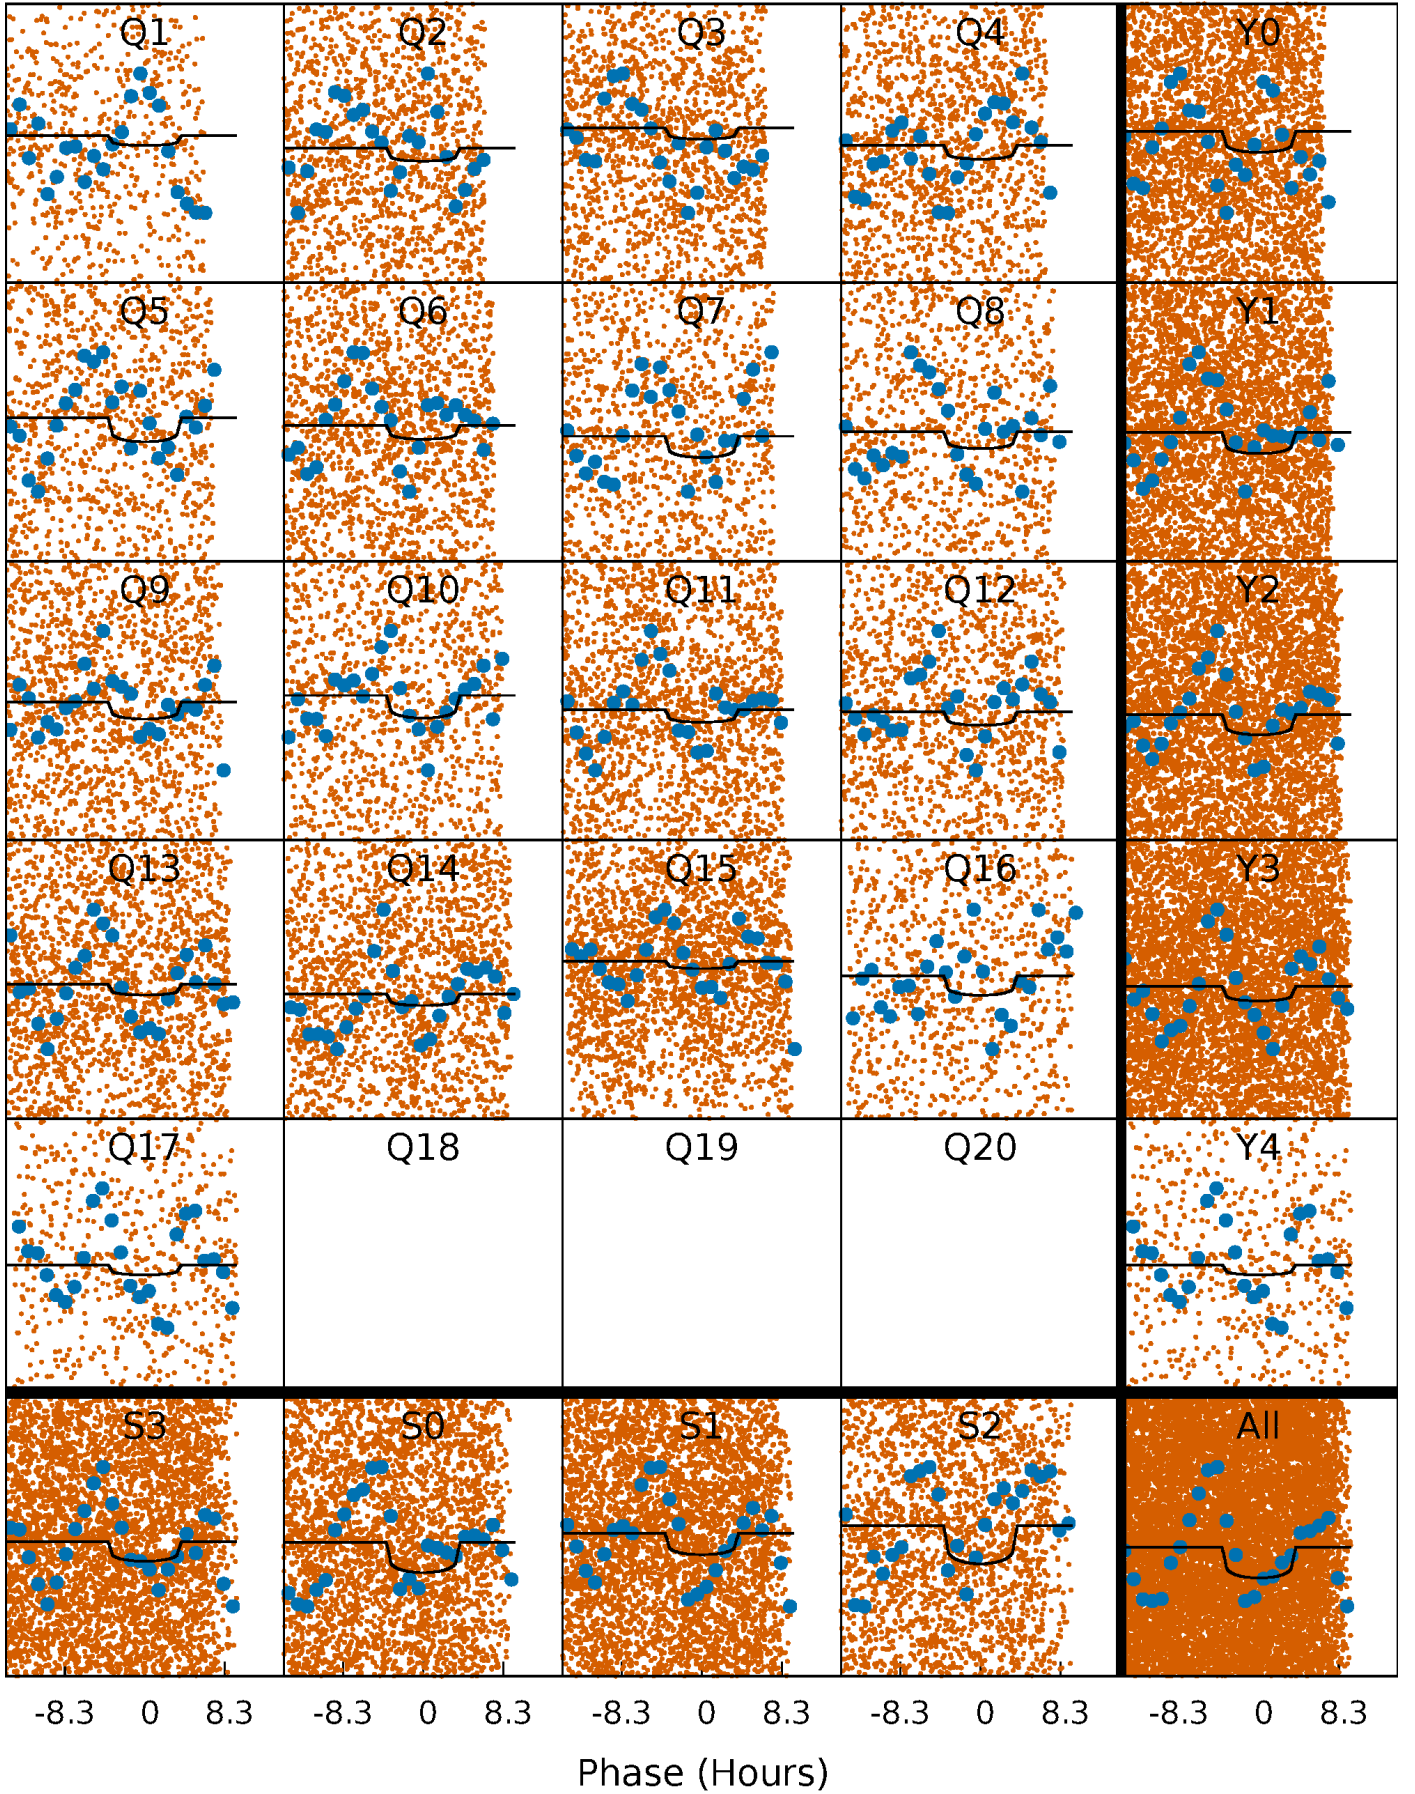 Q1 Q2 Q3 Q4 Y0
Q5 Q6 Q7 Q8 Y1
Q9 Q10 Q11 Q12 Y2
Q13 Q14 Q15 Q16 Y3
Q17 Q18 Q19 Q20 Y4
S3 S0 S1 S2 All
-8.3 0 8.3 -8.3 0 8.3 -8.3 0 8.3 -8.3 0 8.3 -8.3 0 8.3
Phase (Hours)